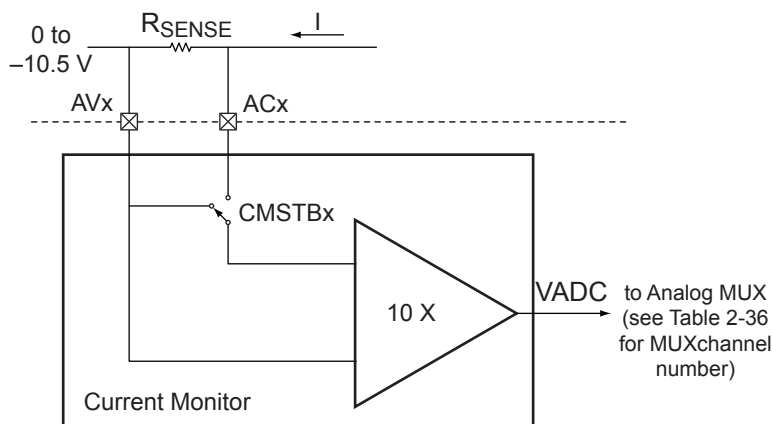 0 to
–10.5 V
RSENSE
I
AVx
ACx
CMSTBx
10 X
VADC
to Analog MUX
(see Table 2-36
for MUXchannel
number)
Current Monitor